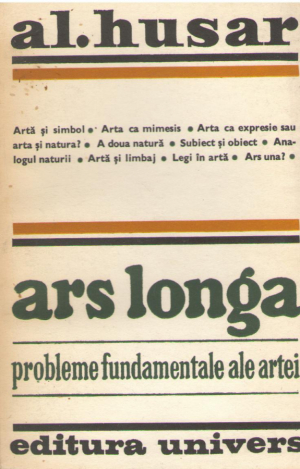 al.husar
Artă și simbol • Arta ca mimesis • Arta ca expresie sau
arta și natura? • A doua natură • Subiect și obiect • Ana-
logul naturii • Artă și limbaj • Legi în artă • Ars una? •
ars longa
probleme fundamentale ale artei
editura univers